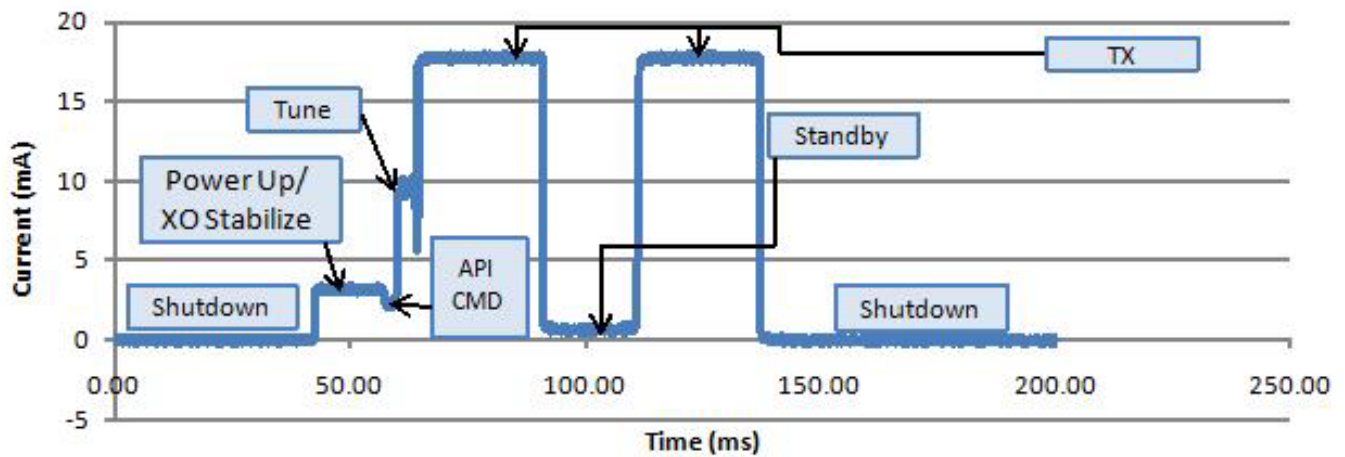 20
TX
15
Tune
Standby
10
Power Up/
XO Stabilize
Current (mA)
5
API
CMD
Shutdown
Shutdown
0
0.00 50.00 100.00 150.00 200.00 250.00
-5
Time (ms)